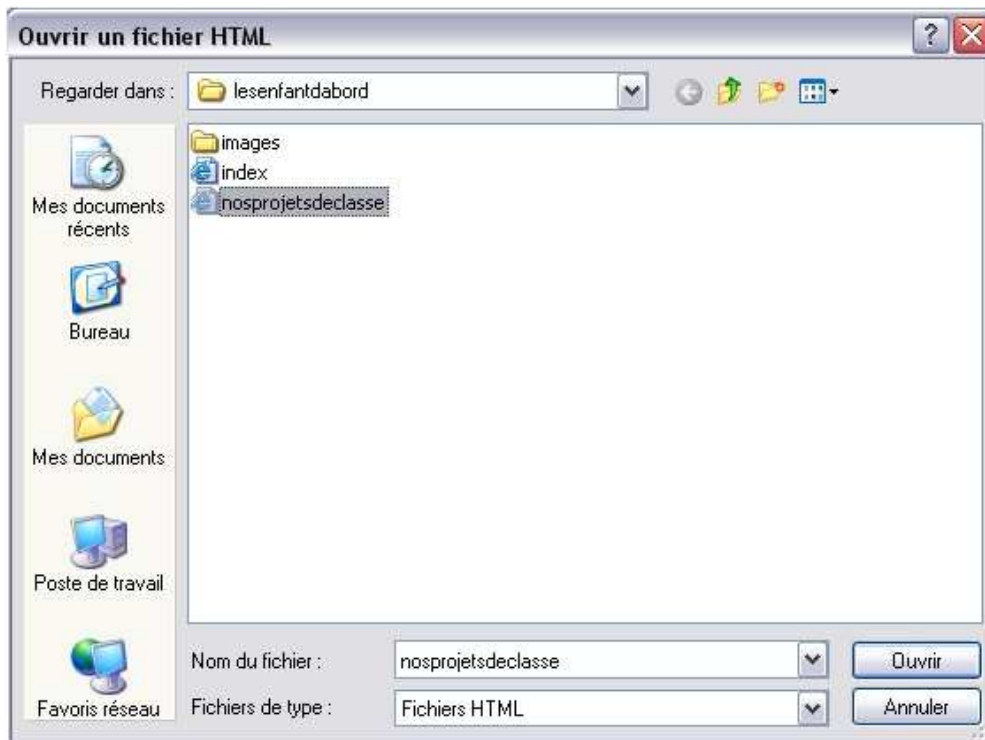 Ouvrir un fichier HTML
?
Regarder dans :
lesenfantdabord
images
index
nosprojetsdeclasse
Mes documents
récents
Bureau
Mes documents
Poste de travail
Favoris réseau
Nom du fichier :
nosprojetsdeclasse
Ouvrir
Fichiers de type :
Fichiers HTML
Annuler